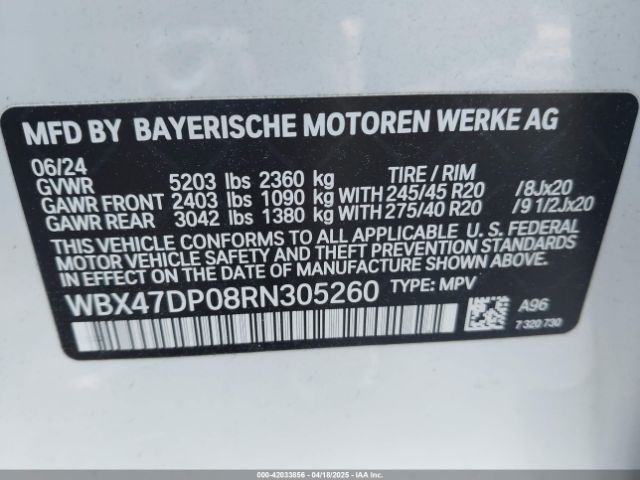 MFD BY BAYERISCHE MOTOREN WERKE AG
06/24 TIRE / RIM
GVWR 5203 lbs 2360 kg
GAWR FRONT 2403 lbs 1090 kg WITH 245/45 R20 /8Jx20
GAWR REAR 3042 lbs 1380 kg WITH 275/40 R20 /9 1/2Jx20
THIS VEHICLE CONFORMS TO ALL APPLICABLE U. S. FEDERAL
MOTOR VEHICLE SAFETY AND THEFT PREVENTION STANDARDS
IN EFFECT ON THE DATE OF MANUFACTURE SHOWN ABOVE.
WBX47DP08RN305260 TYPE: MPV
A96
7 320 730
000-42033856 - 04/18/2025 - IAA Inc.